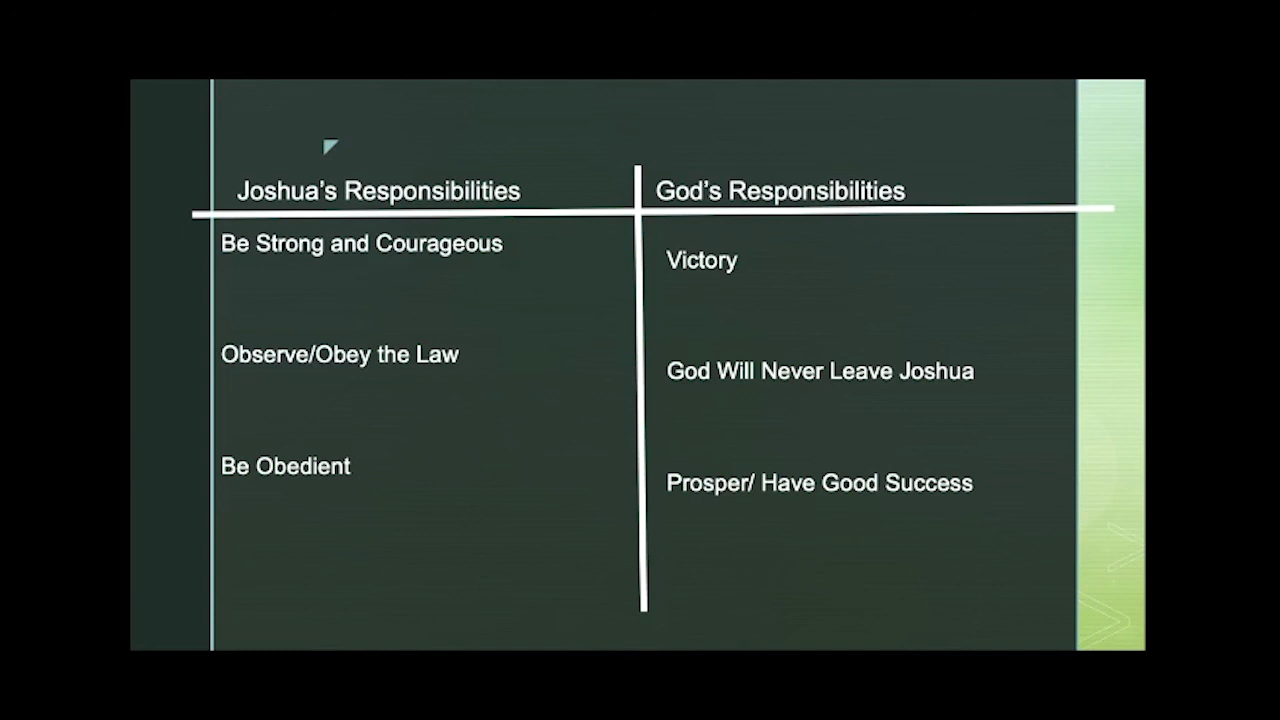 Joshua’s Responsibilities
God’s Responsibilities
Be Strong and Courageous
Victory
Observe/Obey the Law
God Will Never Leave Joshua
Be Obedient
Prosper/ Have Good Success